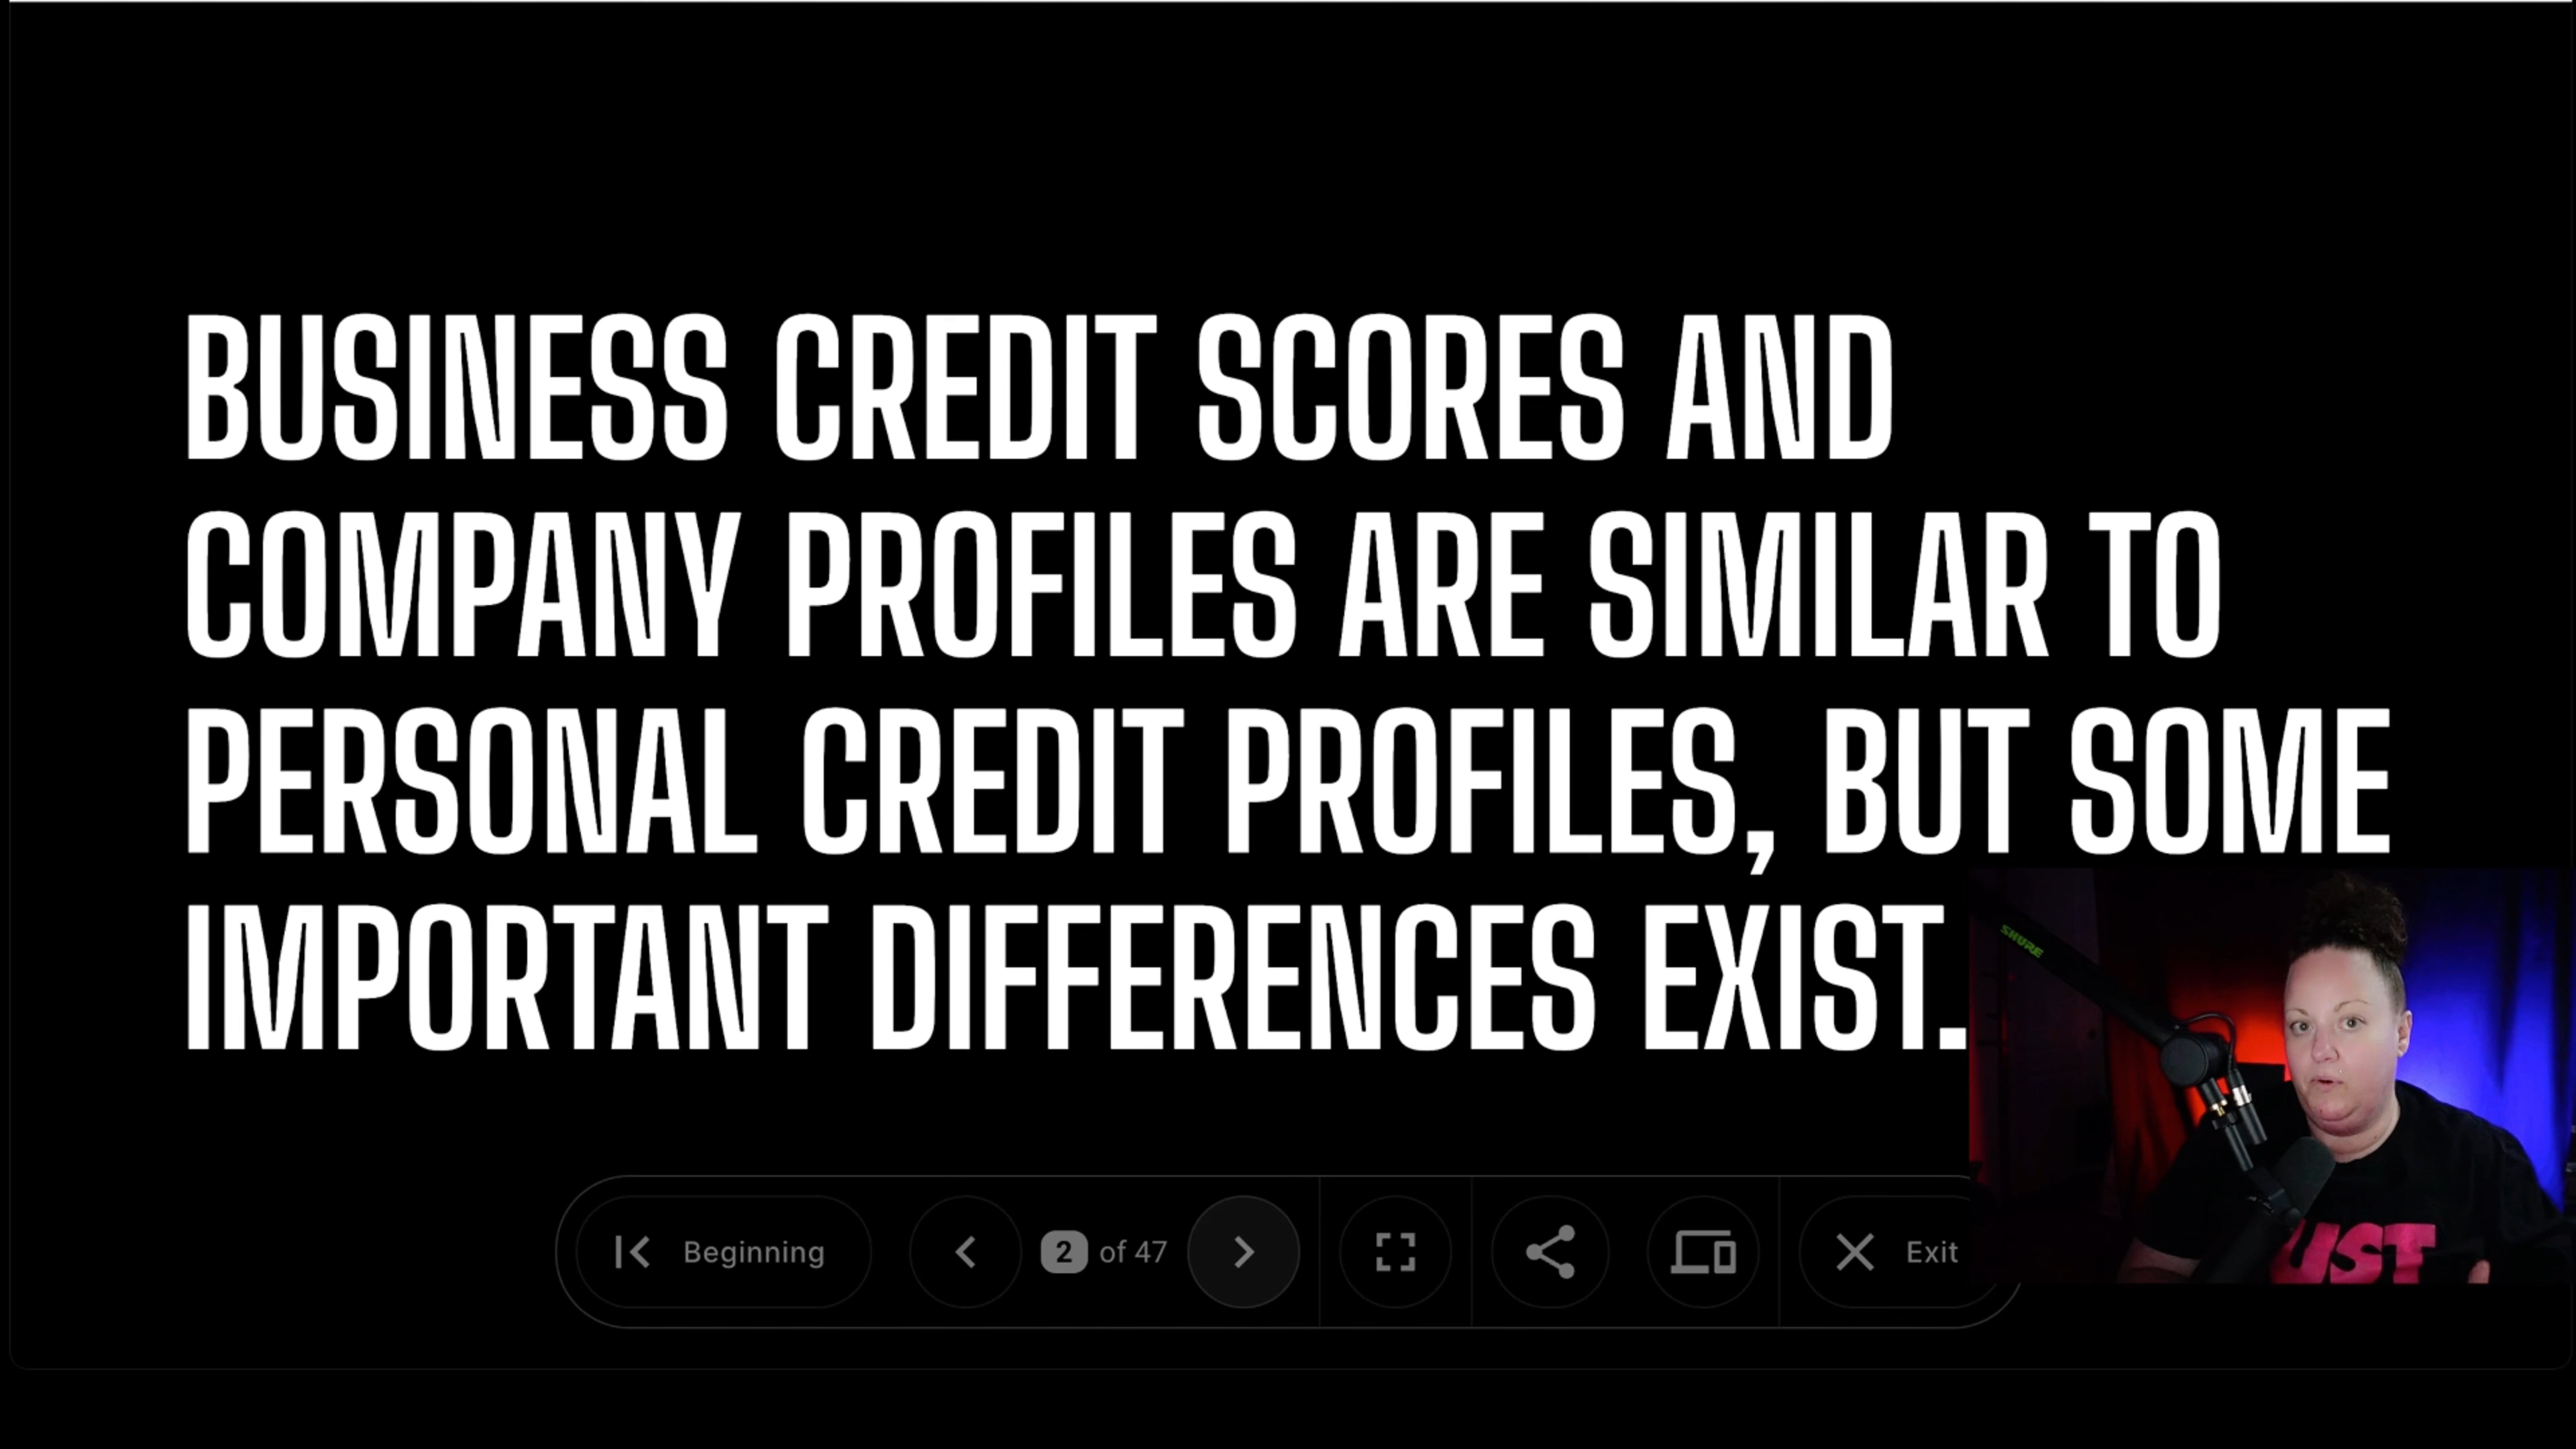 BUSINESS CREDIT SCORES AND
COMPANY PROFILES ARE SIMILAR TO
PERSONAL CREDIT PROFILES, BUT SOME
IMPORTANT DIFFERENCES EXIST.
SHURE
UST
Beginning
2 of 47
Exit